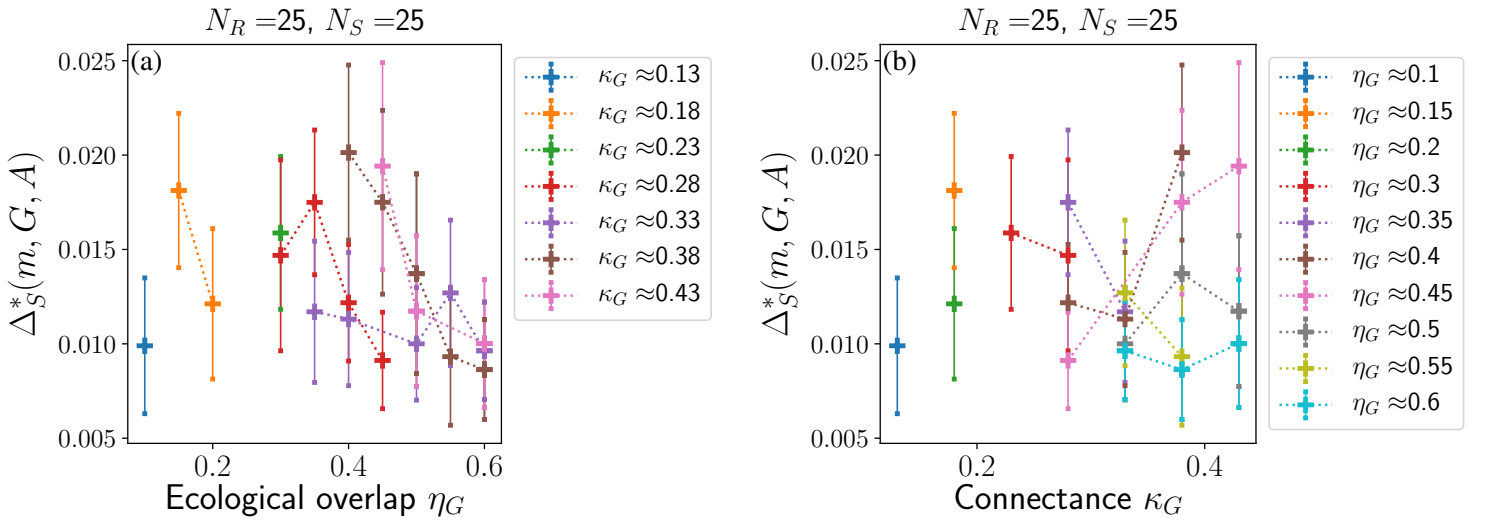 N_R =25, N_S =25
(a)
0.025
0.020
0.015
0.010
0.005
Δ*_S(m, G, A)
0.2 0.4 0.6
Ecological overlap η_G
κ_G ≈0.13
κ_G ≈0.18
κ_G ≈0.23
κ_G ≈0.28
κ_G ≈0.33
κ_G ≈0.38
κ_G ≈0.43
N_R =25, N_S =25
(b)
0.025
0.020
0.015
0.010
0.005
Δ*_S(m, G, A)
0.2 0.4
Connectance κ_G
η_G ≈0.1
η_G ≈0.15
η_G ≈0.2
η_G ≈0.3
η_G ≈0.35
η_G ≈0.4
η_G ≈0.45
η_G ≈0.5
η_G ≈0.55
η_G ≈0.6